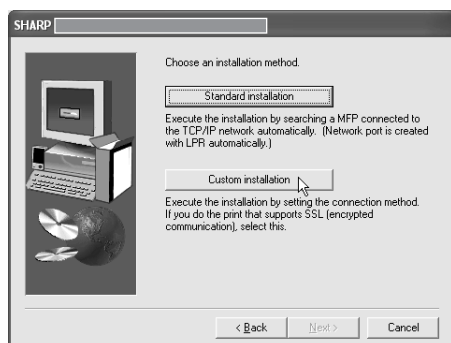 SHARP
Choose an installation method.
Standard installation
Execute the installation by searching a MFP connected to
the TCP/IP network automatically. (Network port is created
with LPR automatically.)
Custom installation
Execute the installation by setting the connection method.
If you do the print that supports SSL (encrypted
communication), select this.
< Back Next > Cancel